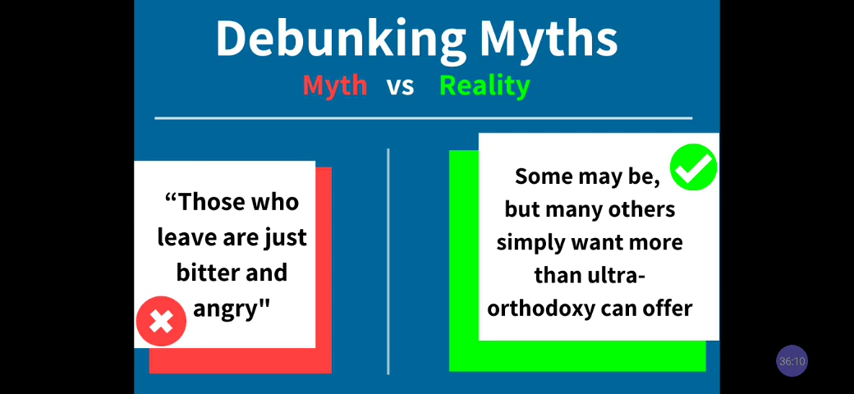 Debunking Myths
Myth vs Reality
“Those who
leave are just
bitter and
angry"
Some may be,
but many others
simply want more
than ultra-
orthodoxy can offer
36:10